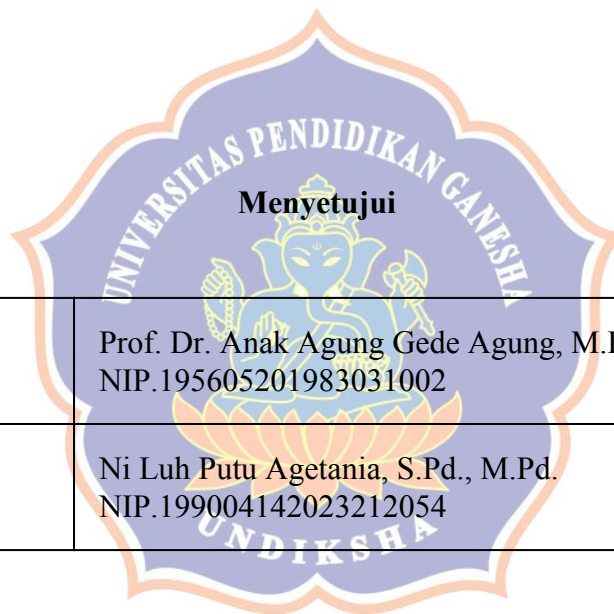 UNIVERSITAS PENDIDIKAN GANESHA
Menyetujui
Prof. Dr. Anak Agung Gede Agung, M.
NIP.195605201983031002
Ni Luh Putu Agetania, S.Pd., M.Pd.
NIP.199004142023212054
UNDIKSHA